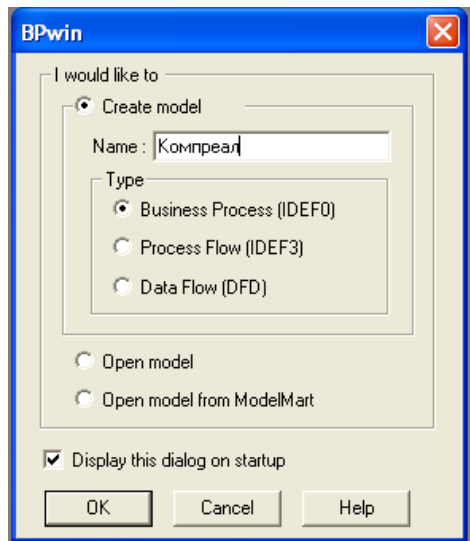 BPwin
I would like to
Create model
Name : Компреал
Type
Business Process (IDEF0)
Process Flow (IDEF3)
Data Flow (DFD)
Open model
Open model from ModelMart
Display this dialog on startup
OK Cancel Help